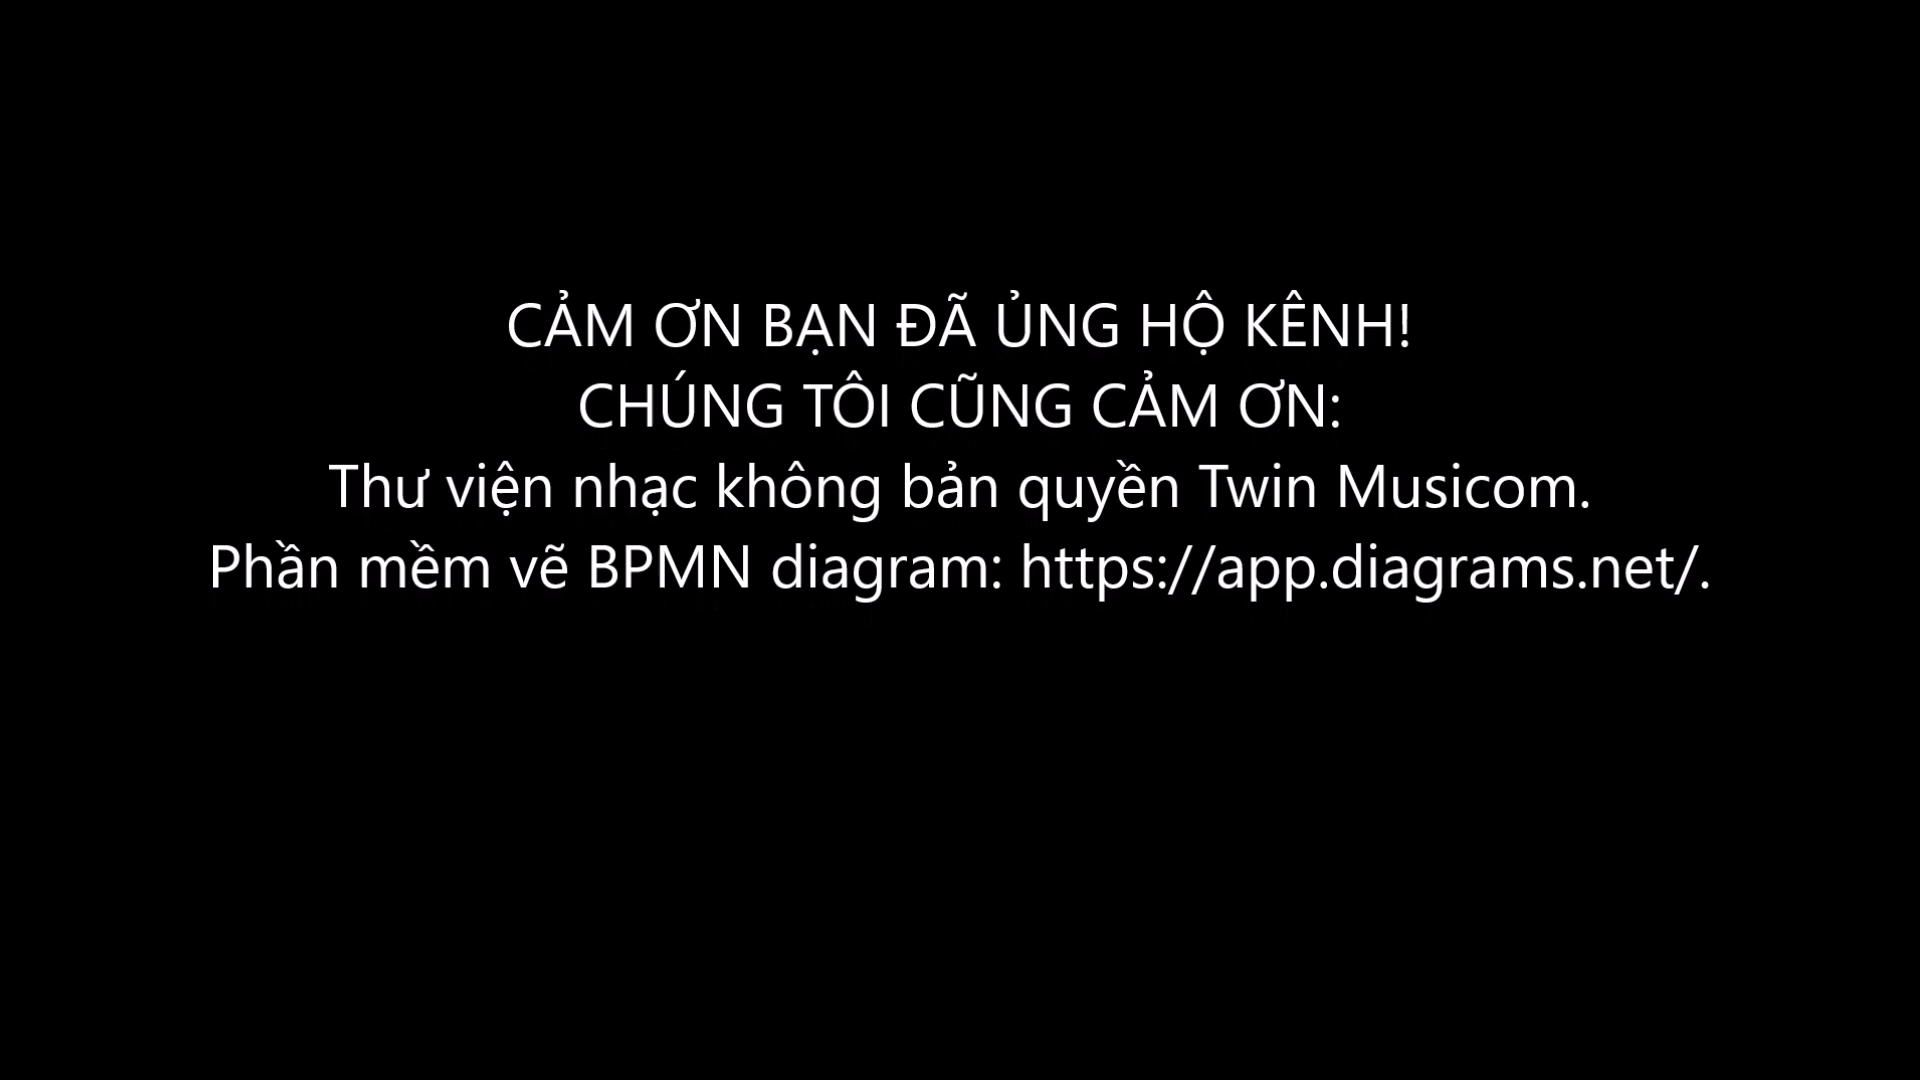 CẢM ƠN BẠN ĐÃ ỦNG HỘ KÊNH!
CHÚNG TÔI CŨNG CẢM ƠN:
Thư viện nhạc không bản quyền Twin Musicom.
Phần mềm vẽ BPMN diagram: https://app.diagrams.net/.